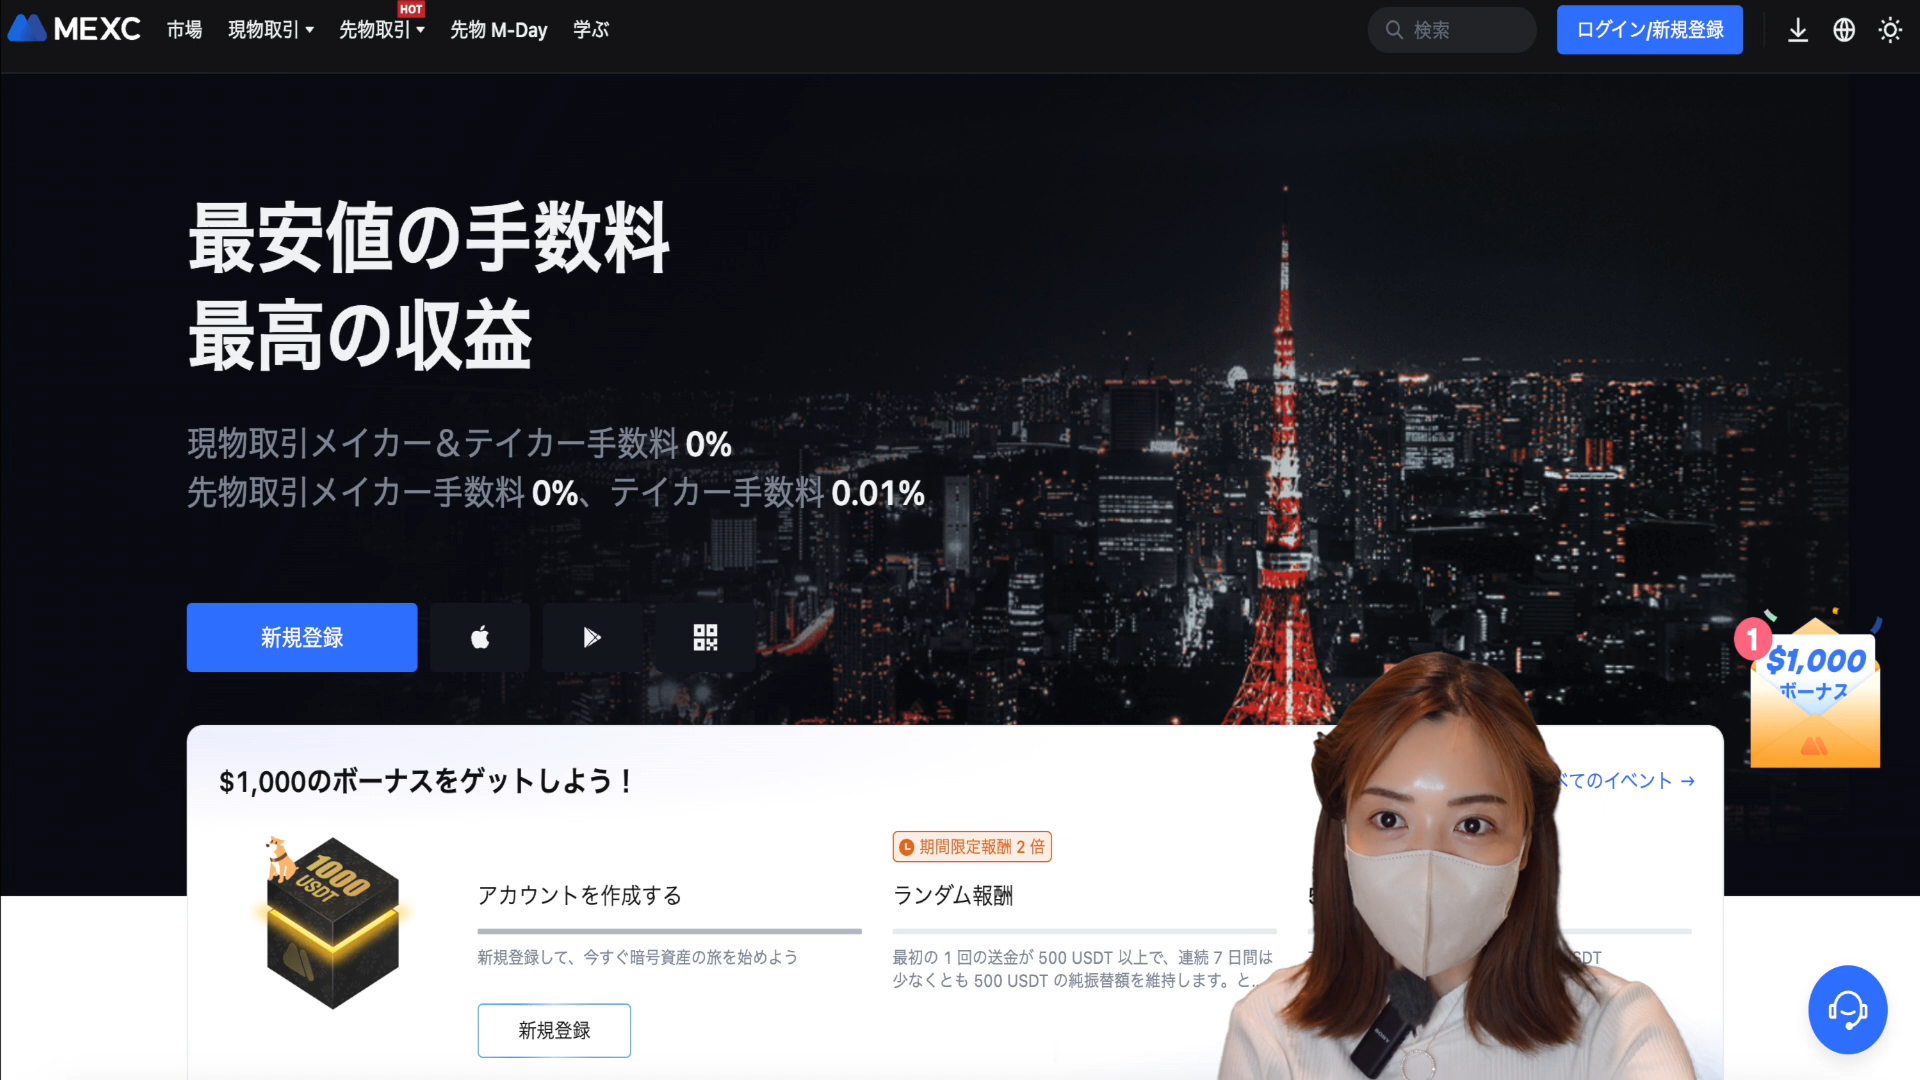 MEXC 市場 現物取引 先物取引 HOT 先物 M-Day 学ぶ 検索 ログイン/新規登録
最安値の手数料
最高の収益
現物取引メイカー＆テイカー手数料 0%
先物取引メイカー手数料 0%、テイカー手数料 0.01%
新規登録
1
$1,000
ボーナス
$1,000のボーナスをゲットしよう！
べてのイベント →
1000
USDT
アカウントを作成する
新規登録して、今すぐ暗号資産の旅を始めよう
新規登録
期間限定報酬 2 倍
ランダム報酬
最初の 1 回の送金が 500 USDT 以上で、連続 7 日間は
少なくとも 500 USDT の純振替額を維持します。と...
SONY